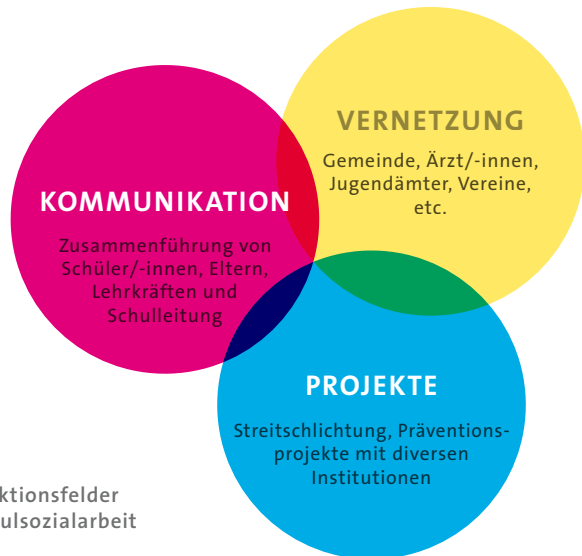 VERNETZUNG
Gemeinde, Ärzt/-innen,
Jugendämter, Vereine,
etc.
KOMMUNIKATION
Zusammenführung von
Schüler/-innen, Eltern,
Lehrkräften und
Schulleitung
PROJEKTE
Streitschlichtung, Präventions-
projekte mit diversen
Institutionen
ktionsfelder
ulsozialarbeit